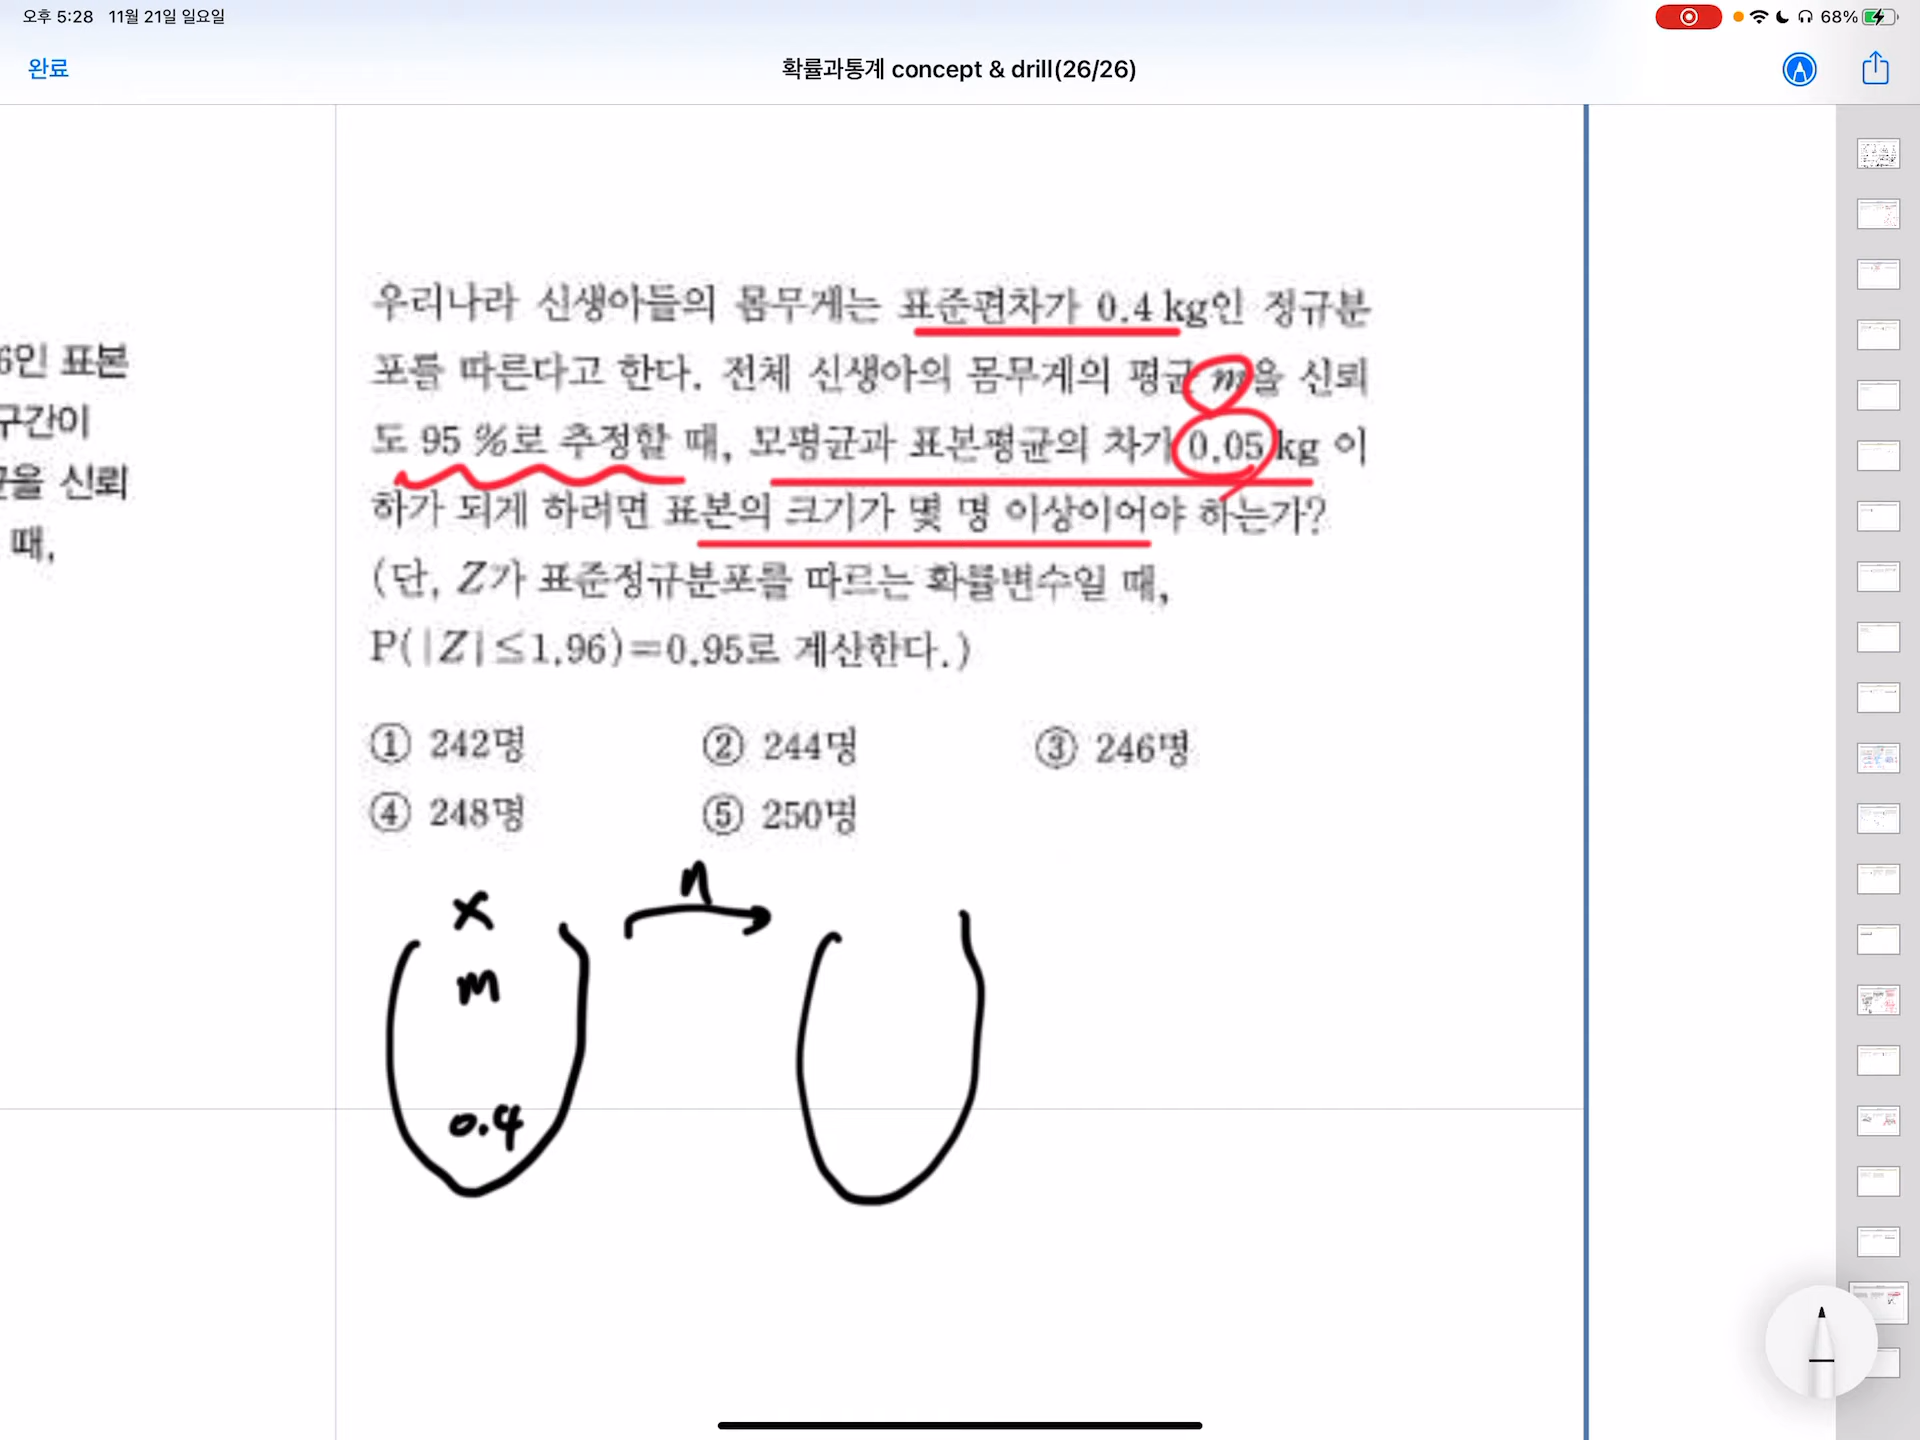 오후 5:28 11월 21일 일요일
68%
완료
확률과통계 concept & drill(26/26)
6인 표본
구간이
을 신뢰
때,
우리나라 신생아들의 몸무게는 표준편차가 0.4 kg인 정규분
포를 따른다고 한다. 전체 신생아의 몸무게의 평균 m을 신뢰
도 95 %로 추정할 때, 모평균과 표본평균의 차가 0.05 kg 이
하가 되게 하려면 표본의 크기가 몇 명 이상이어야 하는가?
(단, Z가 표준정규분포를 따르는 확률변수일 때,
P(|Z|≤1.96)=0.95로 계산한다.)
① 242명 ② 244명 ③ 246명
④ 248명 ⑤ 250명
n
X
m
0.4